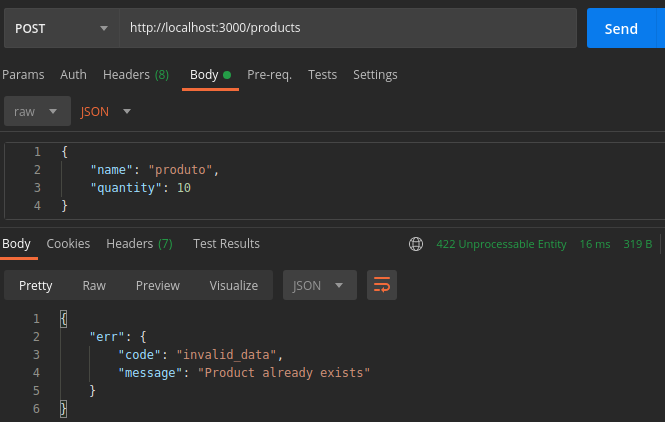 POST http://localhost:3000/products Send
Params Auth Headers (8) Body Pre-req. Tests Settings
raw JSON
1 {
2 "name": "produto",
3 "quantity": 10
4 }
Body Cookies Headers (7) Test Results 422 Unprocessable Entity 16 ms 319 B
Pretty Raw Preview Visualize JSON
1 {
2 "err": {
3 "code": "invalid_data",
4 "message": "Product already exists"
5 }
6 }